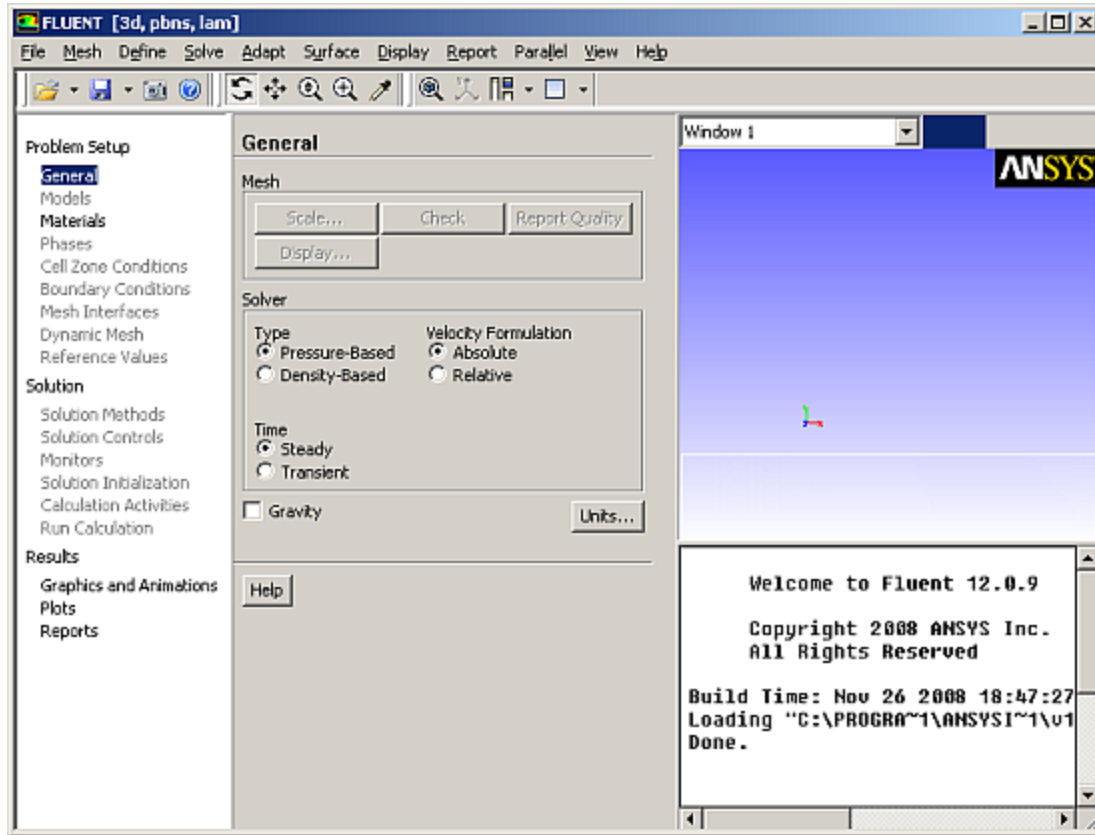 FLUENT [3d, pbns, lam]
File Mesh Define Solve Adapt Surface Display Report Parallel View Help
Problem Setup
General
Models
Materials
Phases
Cell Zone Conditions
Boundary Conditions
Mesh Interfaces
Dynamic Mesh
Reference Values
Solution
Solution Methods
Solution Controls
Monitors
Solution Initialization
Calculation Activities
Run Calculation
Results
Graphics and Animations
Plots
Reports
General
Mesh
Scale... Check Report Quality
Display...
Solver
Type Velocity Formulation
Pressure-Based Absolute
Density-Based Relative
Time
Steady
Transient
Gravity Units...
Help
Window 1
ANSYS
Welcome to Fluent 12.0.9
Copyright 2008 ANSYS Inc.
All Rights Reserved
Build Time: Nov 26 2008 18:47:27
Loading "C:\PROGRA~1\ANSYSI~1\v1
Done.